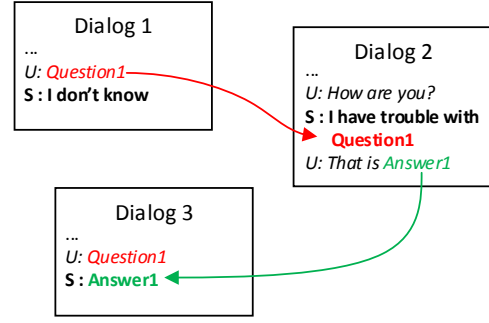 Dialog 1
...
U: Question1
S : I don't know
Dialog 2
...
U: How are you?
S : I have trouble with
Question1
U: That is Answer1
Dialog 3
...
U: Question1
S : Answer1